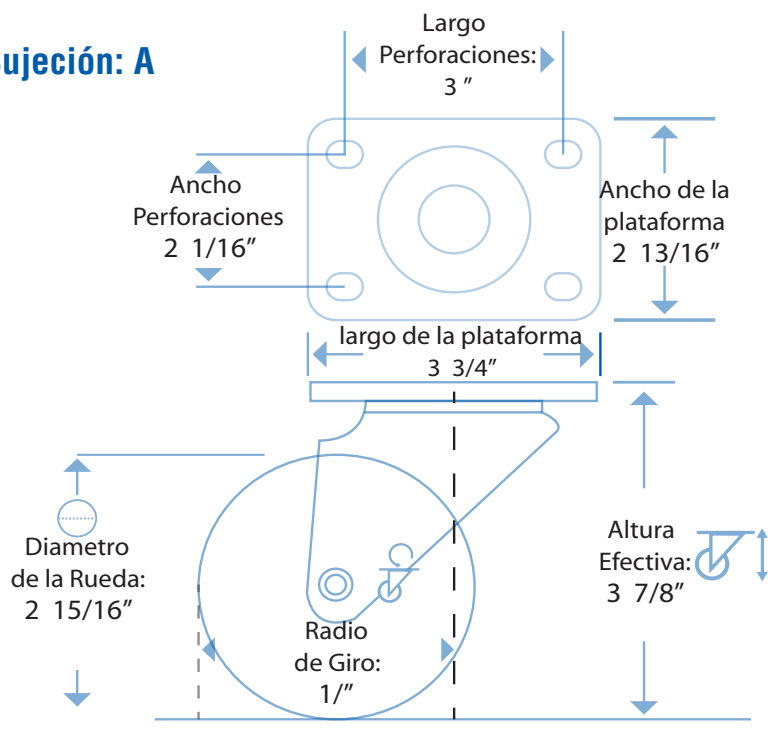 Sujeción: A
Largo
Perforaciones:
3 ”
Ancho
Perforaciones
2 1/16”
Ancho de la
plataforma
2 13/16”
largo de la plataforma
3 3/4”
Diametro
de la Rueda:
2 15/16”
Radio
de Giro:
1/”
Altura
Efectiva:
3 7/8”